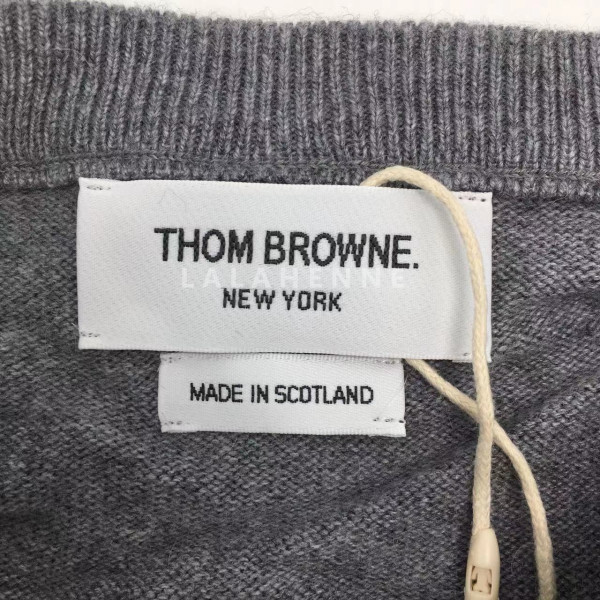 THOM BROWNE.
LALAHENNE
NEW YORK
MADE IN SCOTLAND